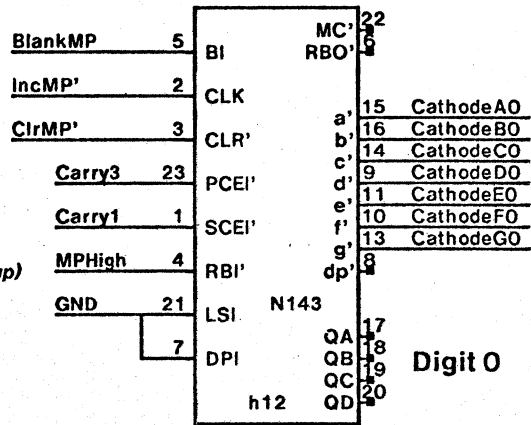 MC' 22
BlankMP 5 BI RBO' 6
IncMP' 2 CLK
a' 15 CathodeA0
ClrMP' 3 CLR' b' 16 CathodeB0
c' 14 CathodeC0
Carry3 23 PCEI' d' 9 CathodeD0
e' 11 CathodeE0
Carry1 1 SCEI' f' 10 CathodeF0
g' 13 CathodeG0
up) MPHigh 4 RBI' dp' 8
GND 21 LSI N143
QA 17
7 DPI QB 18 Digit 0
QC 19
h12 QD 20